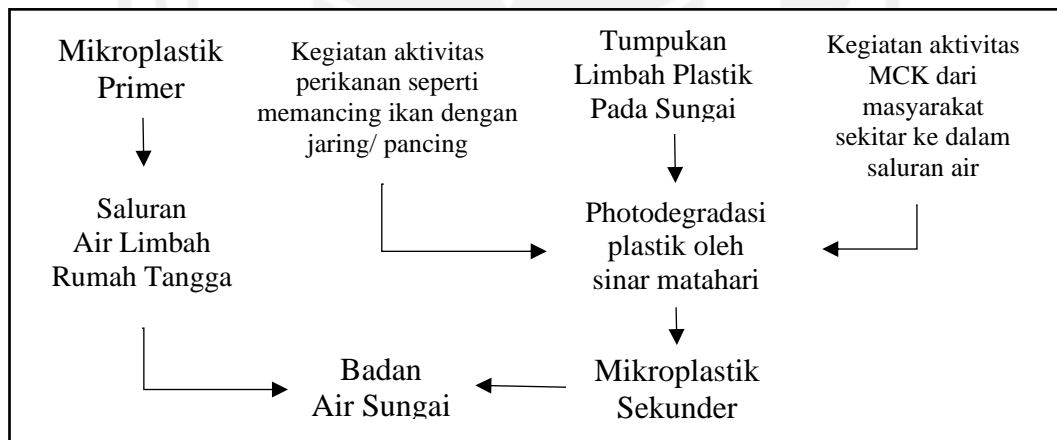 Mikroplastik
Primer
Kegiatan aktivitas
perikanan seperti
memancing ikan dengan
jaring/ pancing
Tumpukan
Limbah Plastik
Pada Sungai
Kegiatan aktivitas
MCK dari
masyarakat
sekitar ke dalam
saluran air
Saluran
Air Limbah
Rumah Tangga
Photodegradasi
plastik oleh
sinar matahari
Badan
Air Sungai
Mikroplastik
Sekunder